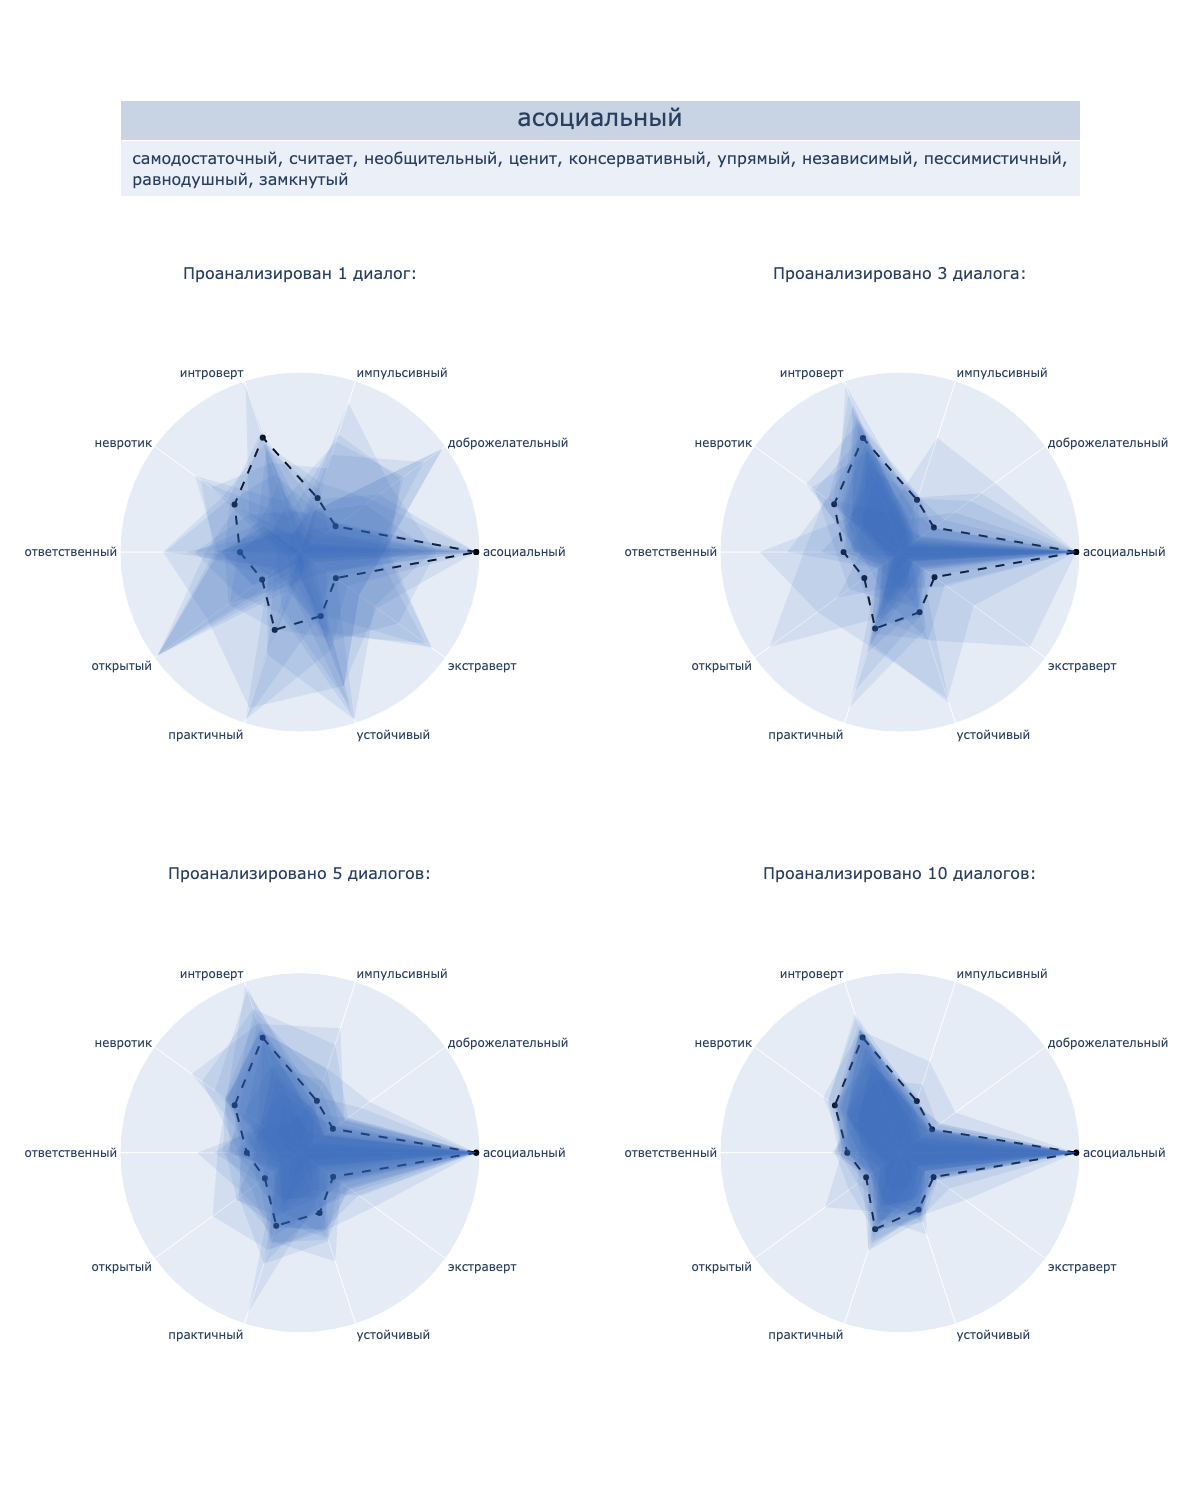 асоциальный
самодостаточный, считает, необщительный, ценит, консервативный, упрямый, независимый, пессимистичный,
равнодушный, замкнутый
Проанализирован 1 диалог:
интроверт
импульсивный
невротик
доброжелательный
ответственный
асоциальный
открытый
экстраверт
практичный
устойчивый
Проанализировано 3 диалога:
интроверт
импульсивный
невротик
доброжелательный
ответственный
асоциальный
открытый
экстраверт
практичный
устойчивый
Проанализировано 5 диалогов:
интроверт
импульсивный
невротик
доброжелательный
ответственный
асоциальный
открытый
экстраверт
практичный
устойчивый
Проанализировано 10 диалогов:
интроверт
импульсивный
невротик
доброжелательный
ответственный
асоциальный
открытый
экстраверт
практичный
устойчивый